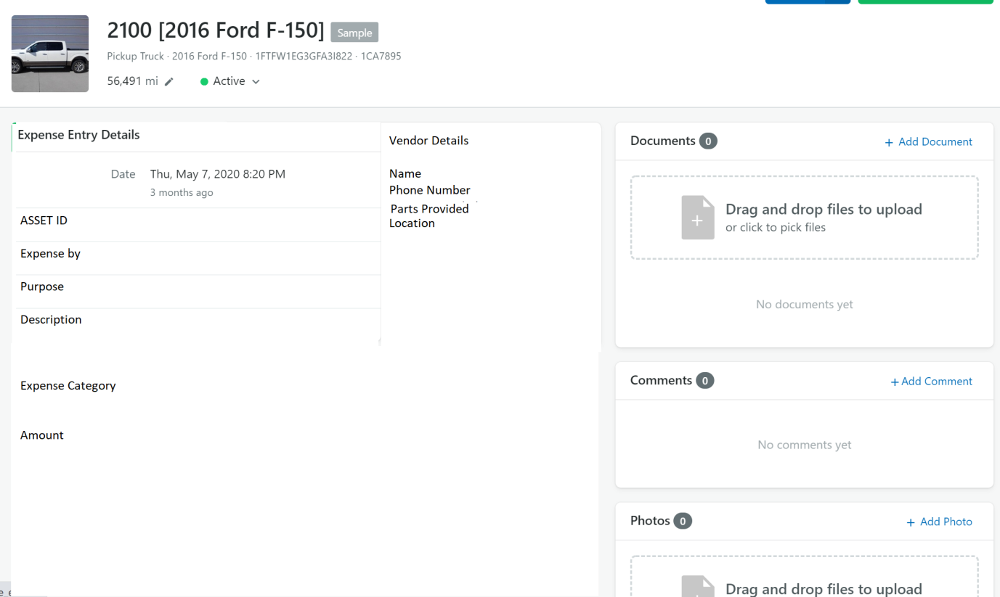 2100 [2016 Ford F-150] Sample
Pickup Truck · 2016 Ford F-150 · 1FTFW1EG3GFA3I822 · 1CA7895
56,491 mi Active
Expense Entry Details
Date Thu, May 7, 2020 8:20 PM
3 months ago
ASSET ID
Expense by
Purpose
Description
Expense Category
Amount
Vendor Details
Name
Phone Number
Parts Provided
Location
Documents 0 + Add Document
Drag and drop files to upload
or click to pick files
No documents yet
Comments 0 + Add Comment
No comments yet
Photos 0 + Add Photo
Drag and drop files to upload